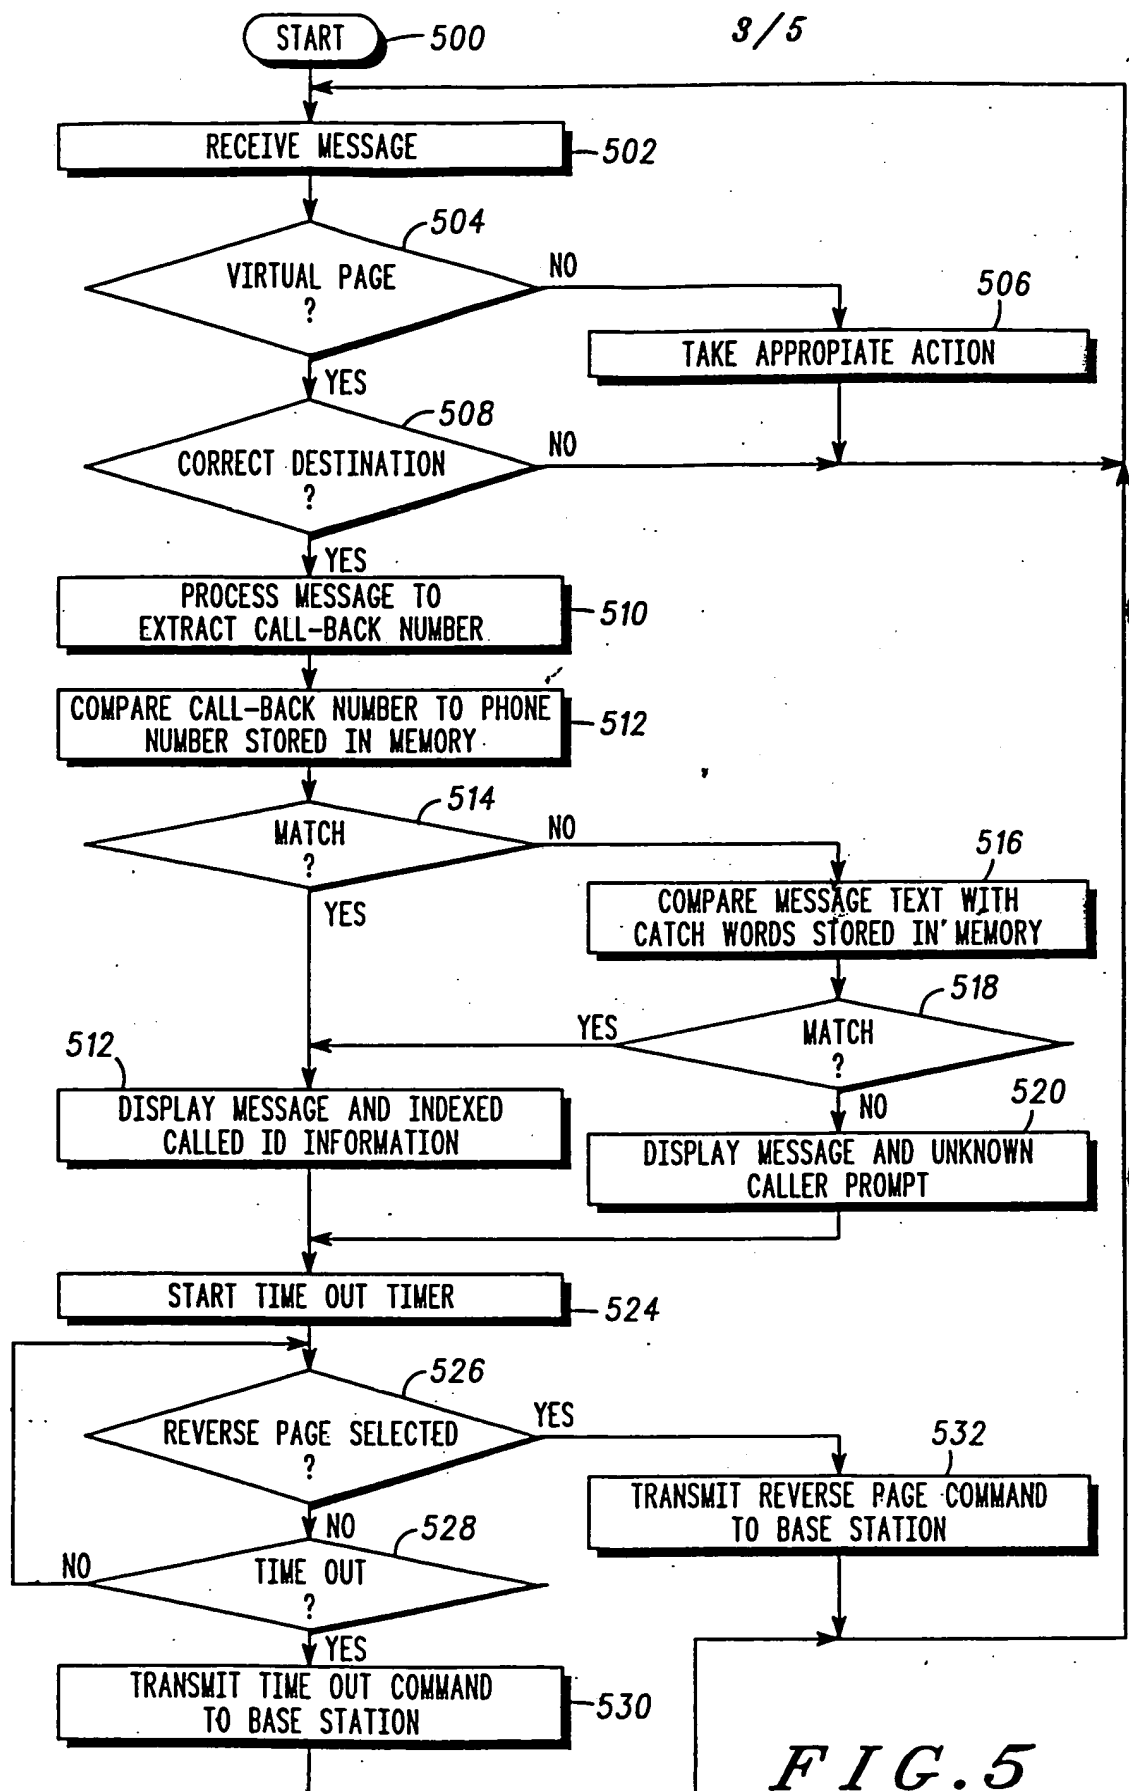 3/5
START
500
RECEIVE MESSAGE
502
504
VIRTUAL PAGE
?
NO
YES
506
TAKE APPROPIATE ACTION
508
CORRECT DESTINATION
?
NO
YES
PROCESS MESSAGE TO
EXTRACT CALL-BACK NUMBER
510
COMPARE CALL-BACK NUMBER TO PHONE
NUMBER STORED IN MEMORY
512
514
MATCH
?
NO
YES
516
COMPARE MESSAGE TEXT WITH
CATCH WORDS STORED IN MEMORY
518
MATCH
?
YES
NO
512
DISPLAY MESSAGE AND INDEXED
CALLED ID INFORMATION
520
DISPLAY MESSAGE AND UNKNOWN
CALLER PROMPT
START TIME OUT TIMER
524
526
REVERSE PAGE SELECTED
?
YES
NO
532
TRANSMIT REVERSE PAGE COMMAND
TO BASE STATION
528
TIME OUT
?
NO
YES
TRANSMIT TIME OUT COMMAND
TO BASE STATION
530
FIG.5